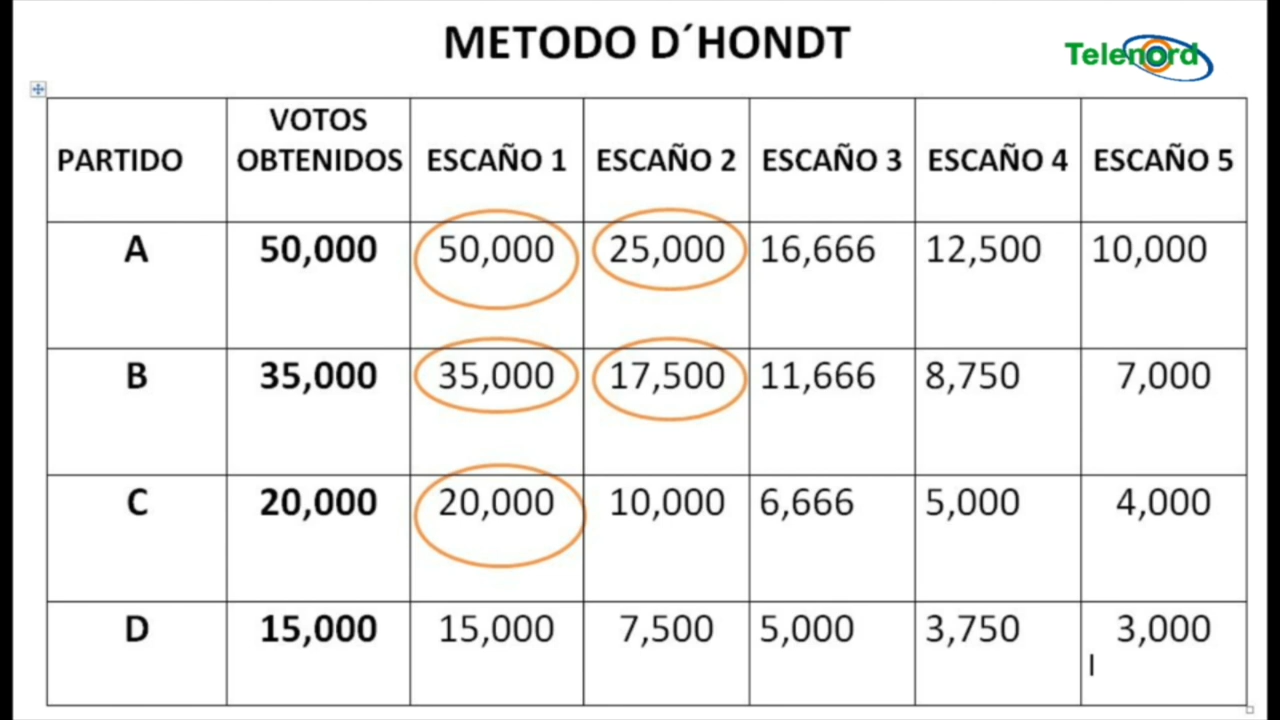 METODO D´HONDT
Telenord
PARTIDO VOTOS OBTENIDOS ESCAÑO 1 ESCAÑO 2 ESCAÑO 3 ESCAÑO 4 ESCAÑO 5
A 50,000 50,000 25,000 16,666 12,500 10,000
B 35,000 35,000 17,500 11,666 8,750 7,000
C 20,000 20,000 10,000 6,666 5,000 4,000
D 15,000 15,000 7,500 5,000 3,750 3,000